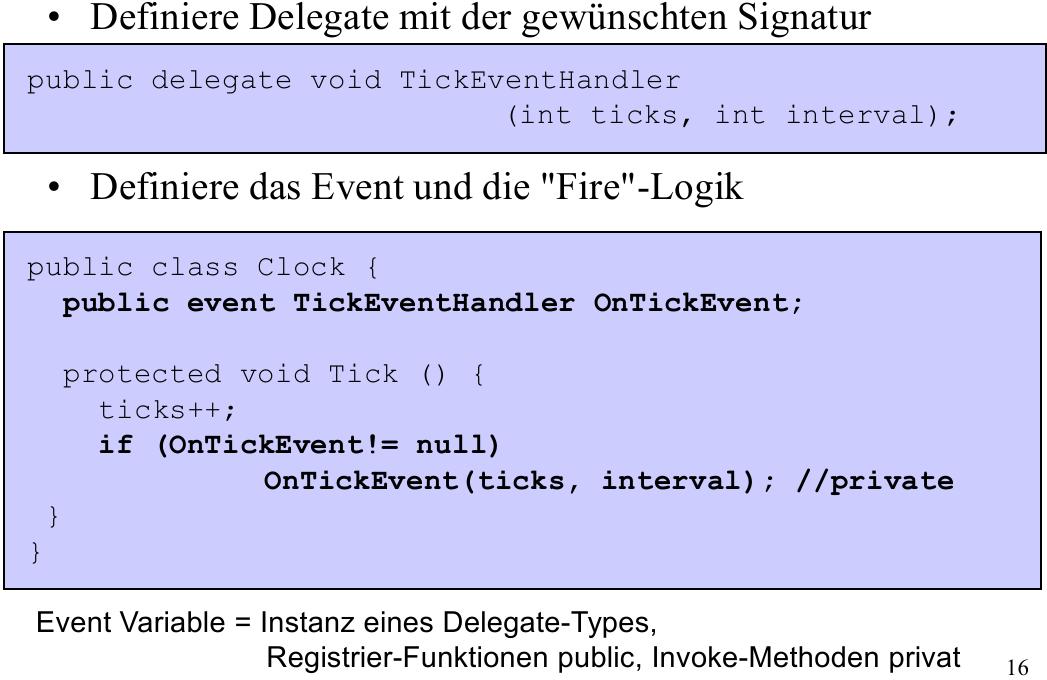 • Definiere Delegate mit der gewünschten Signatur
public delegate void TickEventHandler
(int ticks, int interval);
• Definiere das Event und die "Fire"-Logik
public class Clock {
public event TickEventHandler OnTickEvent;
protected void Tick () {
ticks++;
if (OnTickEvent!= null)
OnTickEvent(ticks, interval); //private
}
}
Event Variable = Instanz eines Delegate-Types,
Registrier-Funktionen public, Invoke-Methoden privat
16